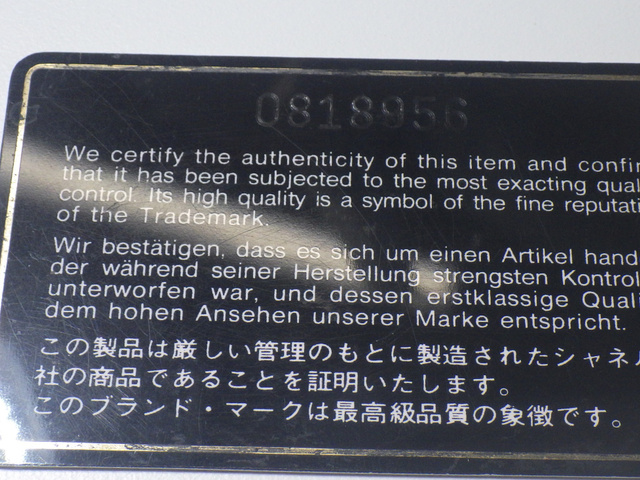 0818956
We certify the authenticity of this item and confir
that it has been subjected to the most exacting qual
control. Its high quality is a symbol of the fine reputati
of the Trademark.
Wir bestätigen, dass es sich um einen Artikel hand
der während seiner Herstellung strengsten Kontrol
unterworfen war, und dessen erstklassige Quali
dem hohen Ansehen unserer Marke entspricht.
この製品は厳しい管理のもとに製造されたシャネル
社の商品であることを証明いたします。
このブランド・マークは最高級品質の象徴です。